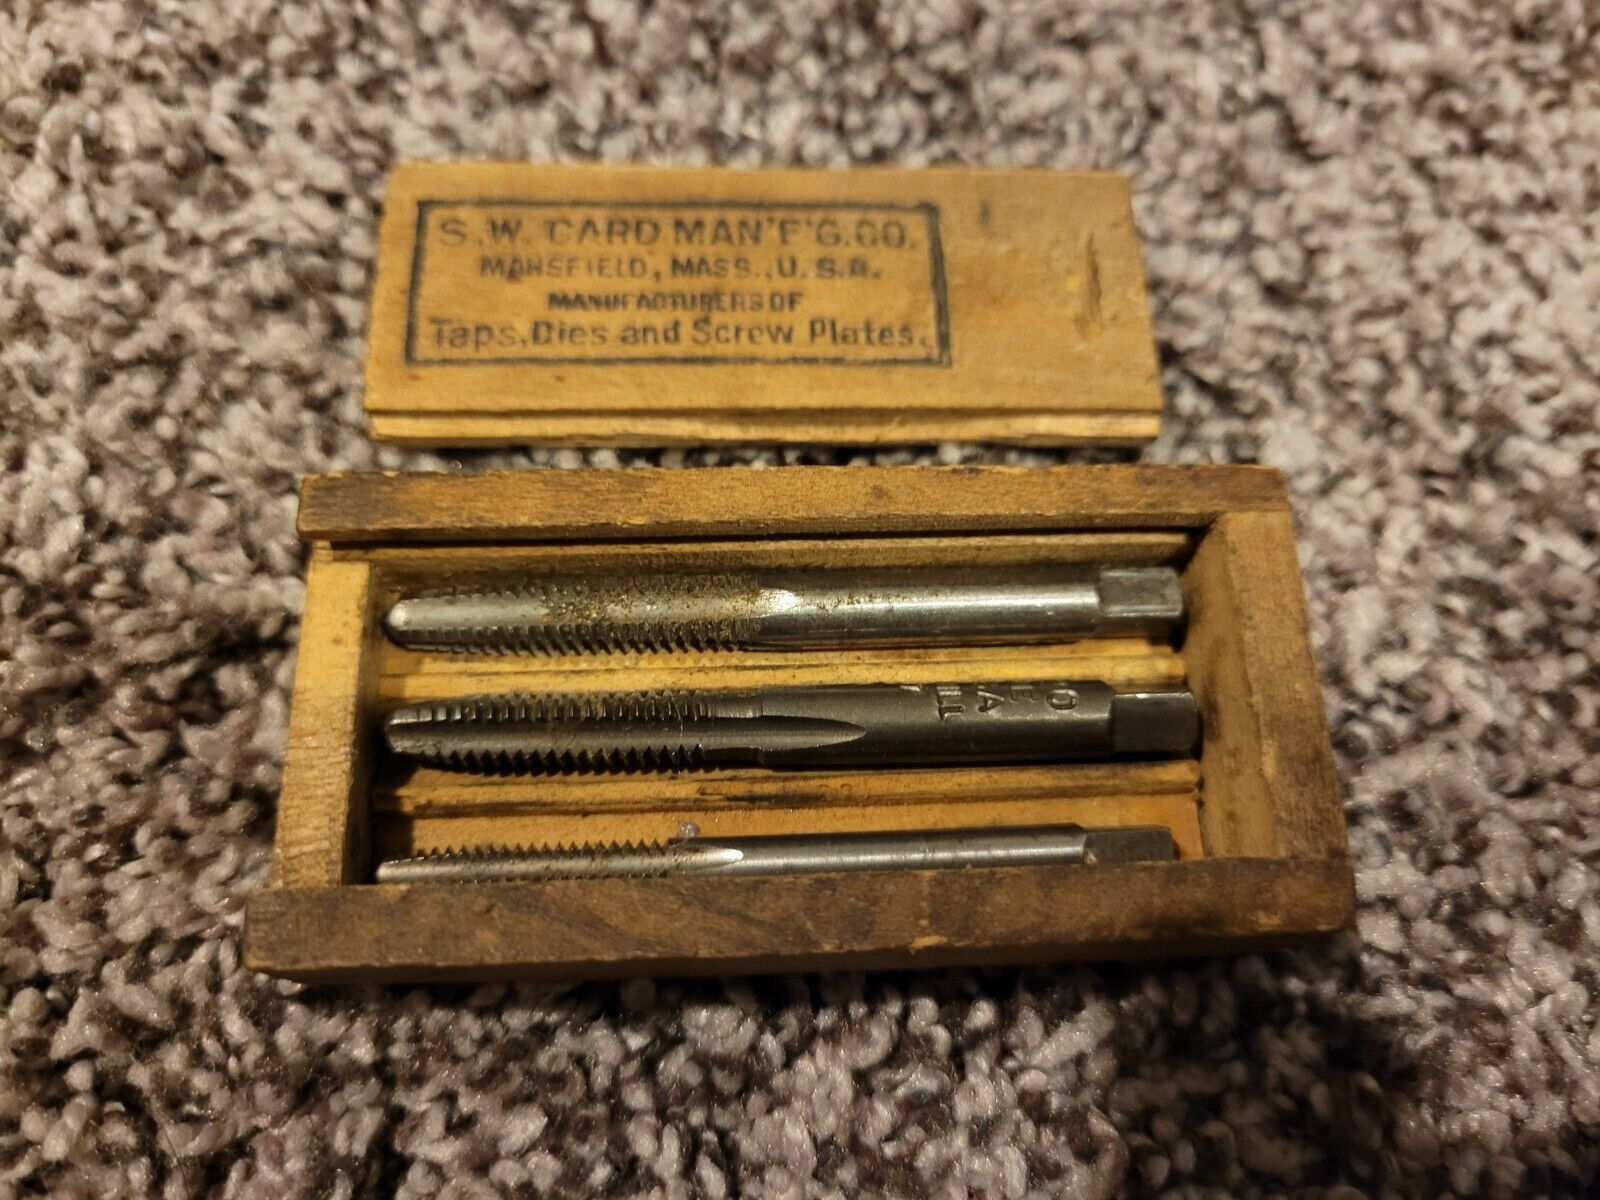 S.W. CARD MAN'F'G. CO.
MANSFIELD, MASS., U.S.A.
MANUFACTURERS OF
Taps, Dies and Screw Plates.